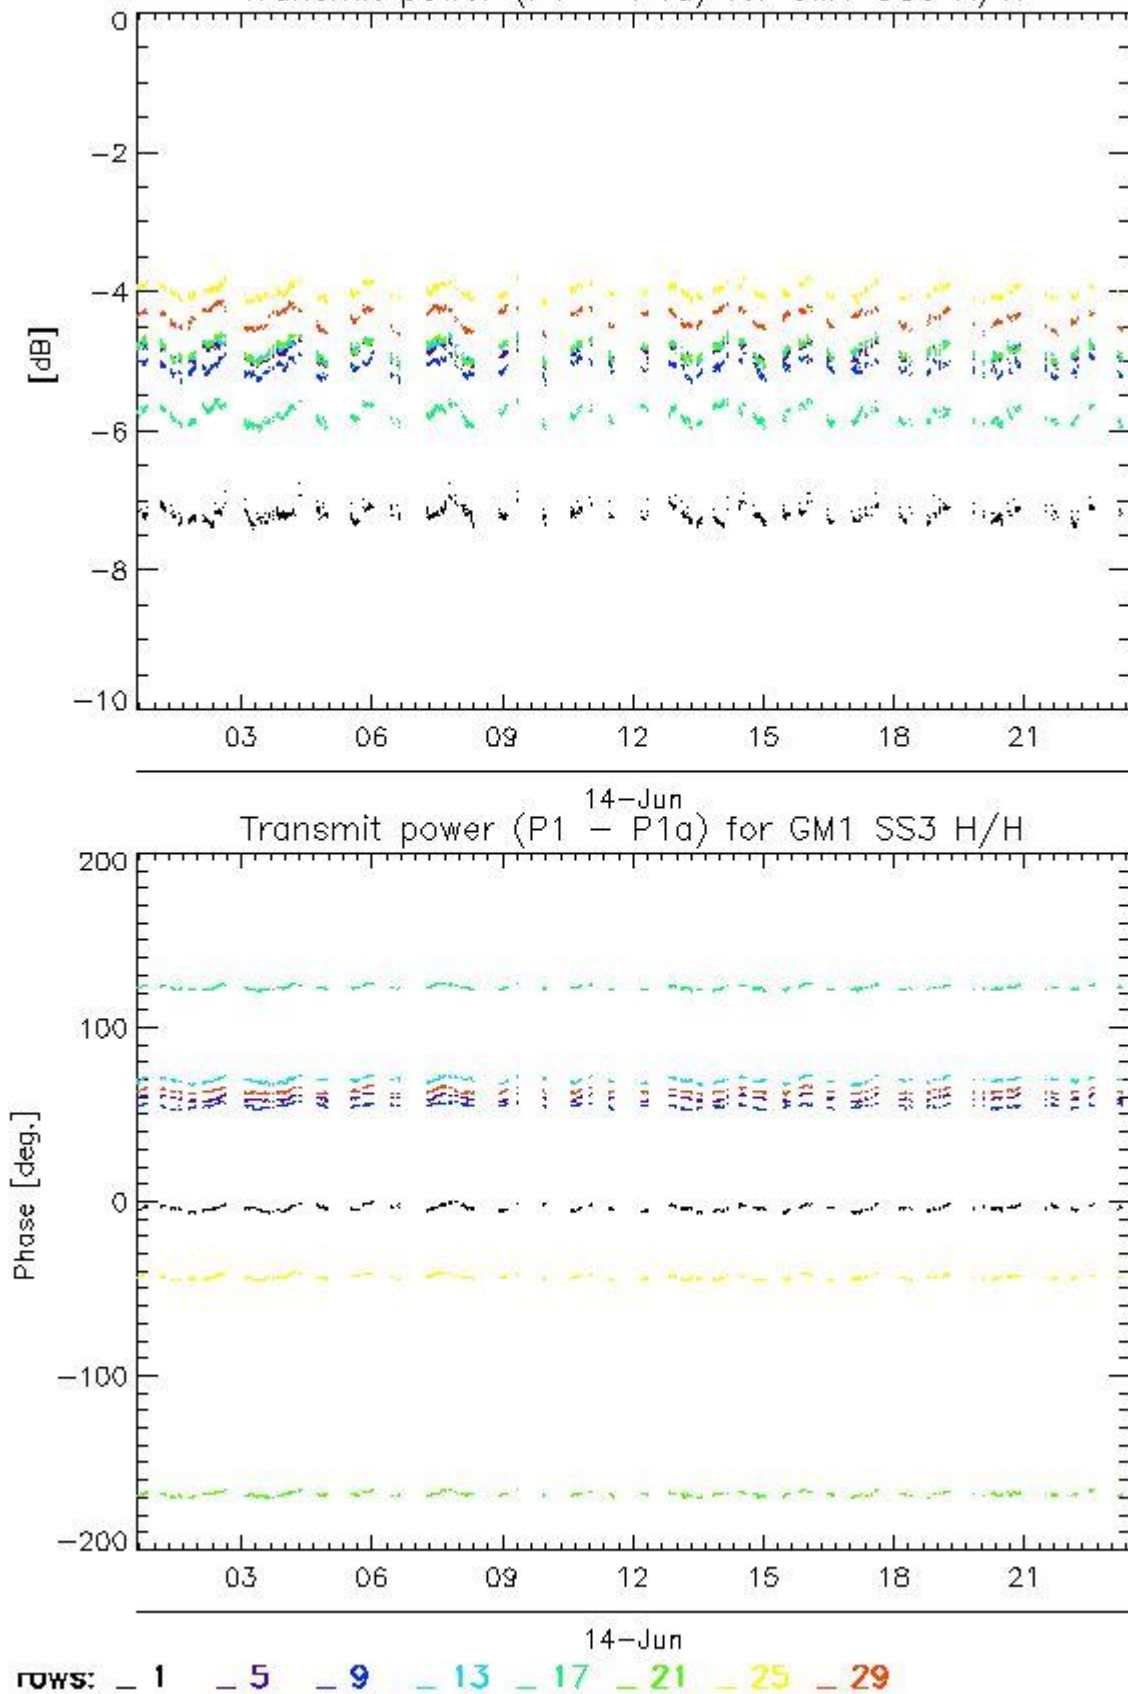 0
−2
−4
[dB]
−6
−8
−10
03 06 09 12 15 18 21
14−Jun
Transmit power (P1 − P1a) for GM1 SS3 H/H
200
100
Phase [deg.]
0
−100
−200
03 06 09 12 15 18 21
14−Jun
rows: _ 1 _ 5 _ 9 _ 13 _ 17 _ 21 _ 25 _ 29